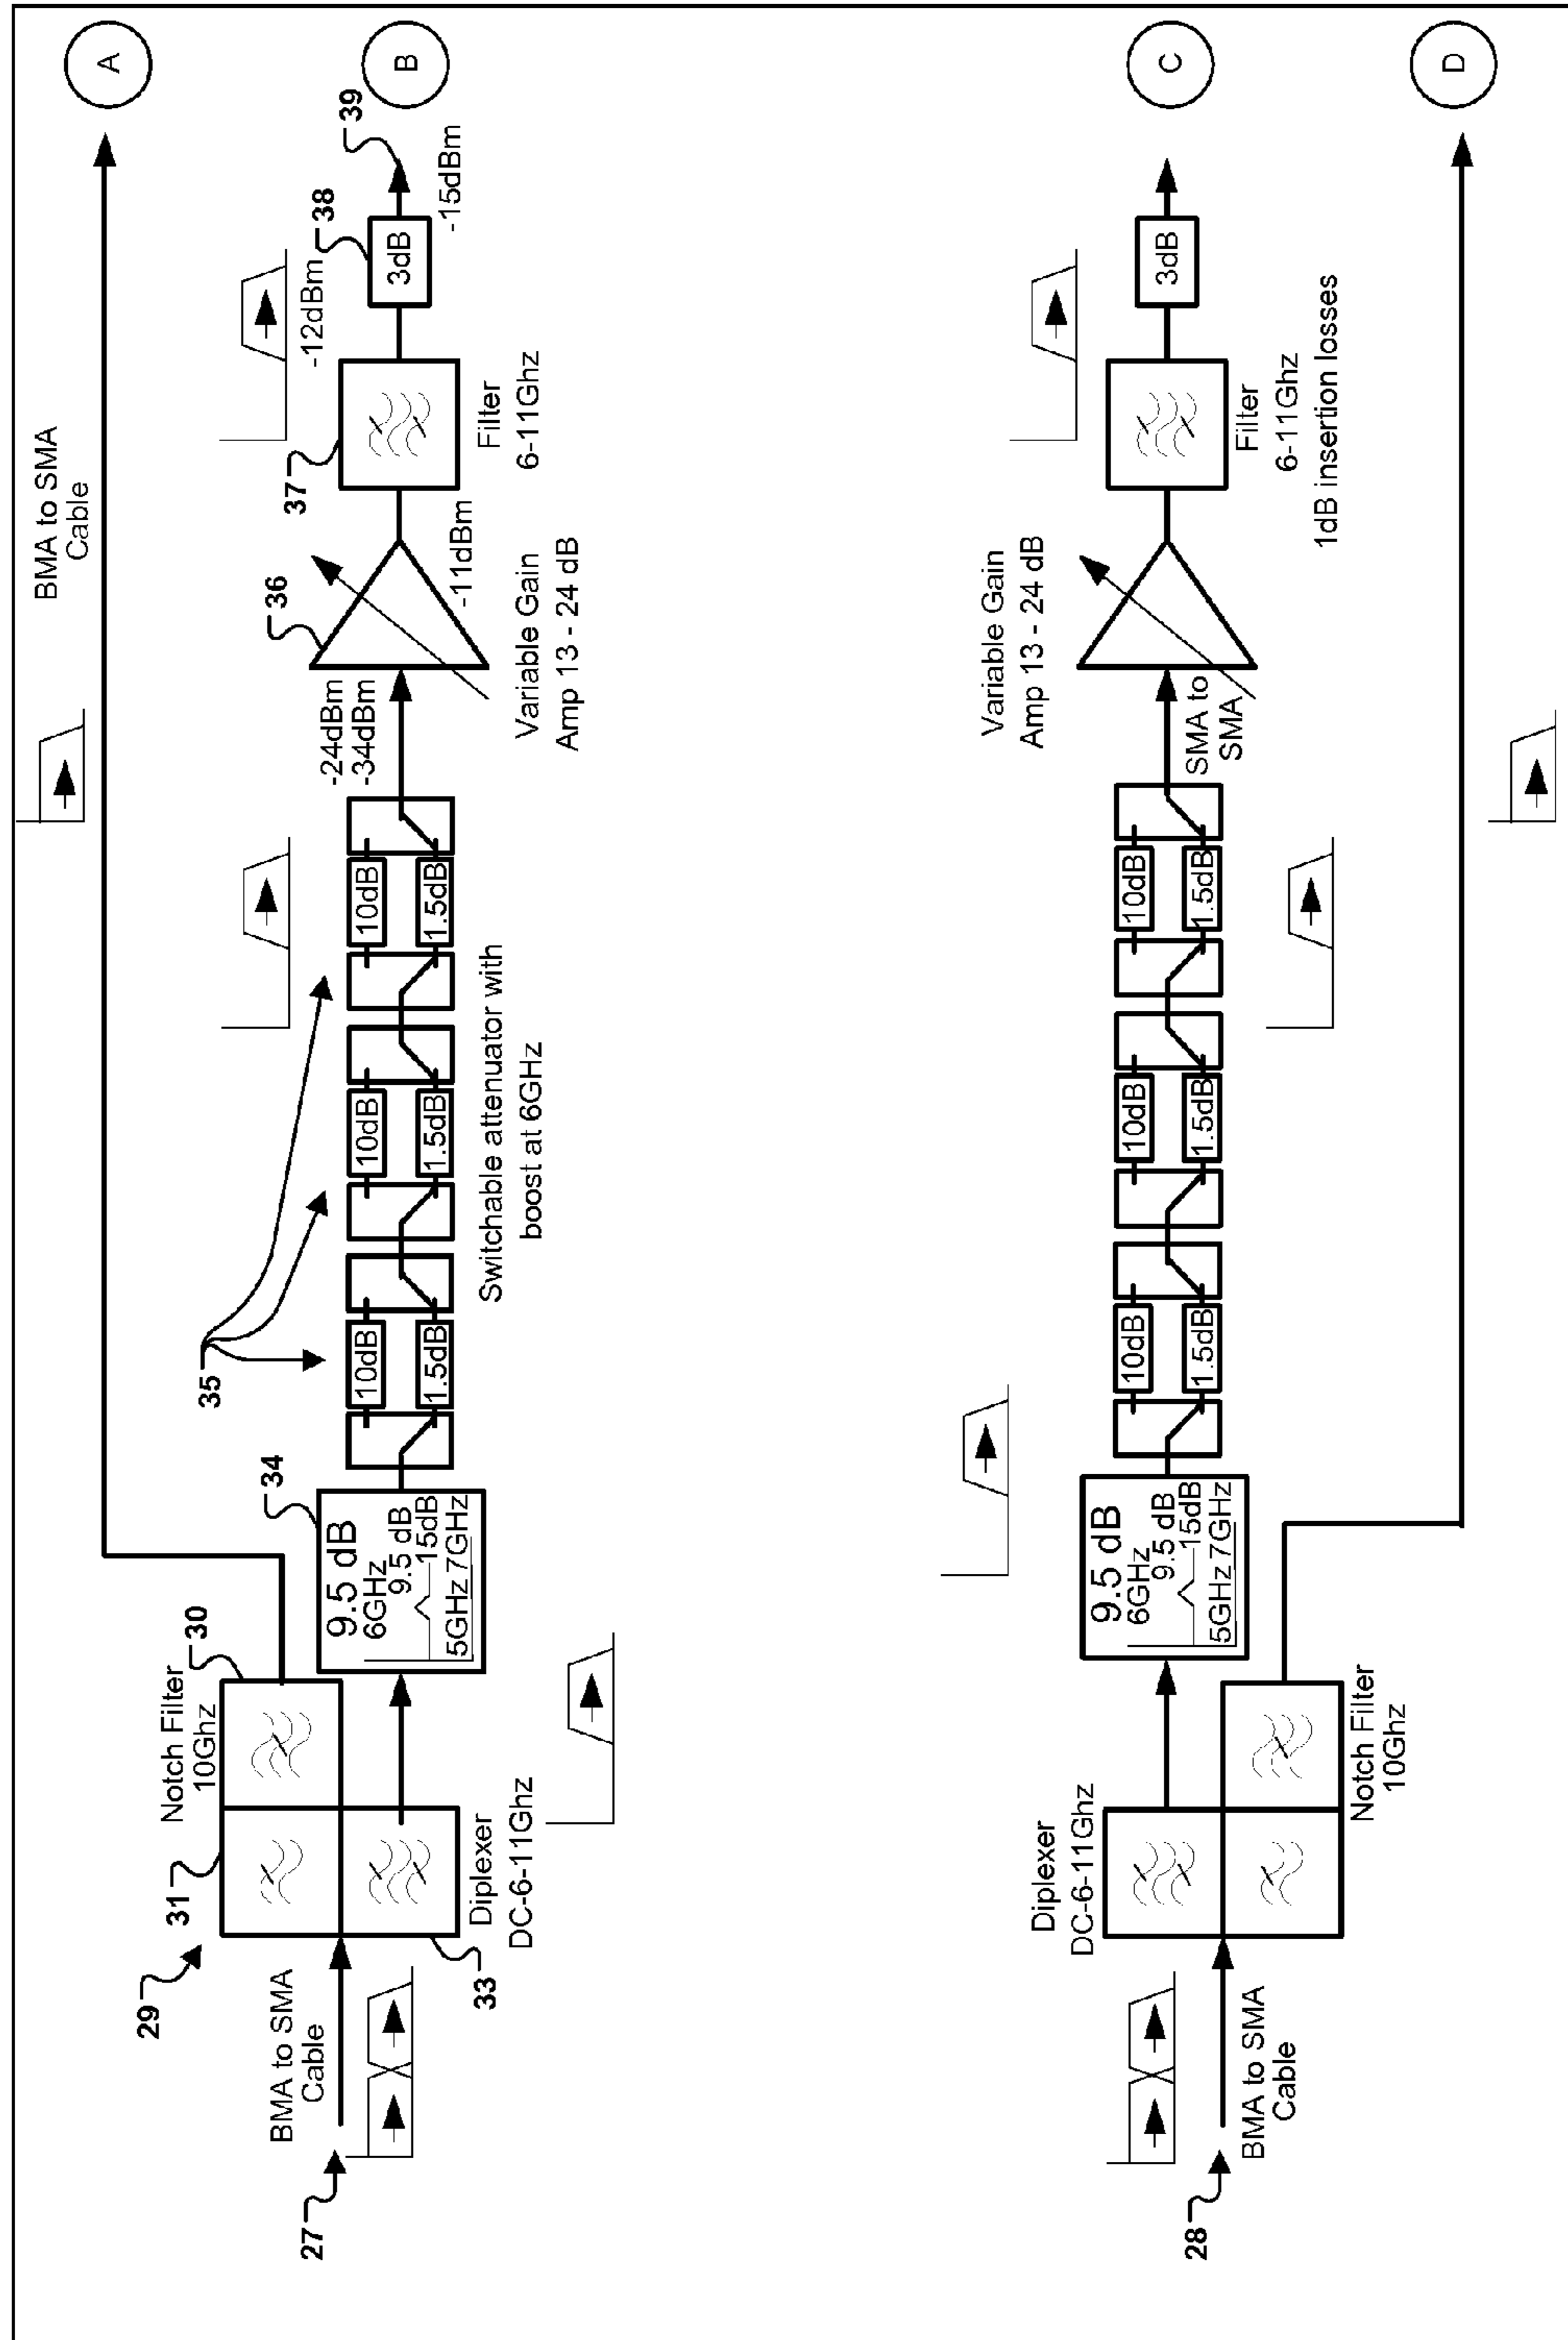 A
BMA to SMA
Cable
B
39
-15dBm
38
3dB
-12dBm
37
Filter
6-11Ghz
-11dBm
36
Variable Gain
Amp 13 - 24 dB
-24dBm
-34dBm
10dB
1.5dB
10dB
1.5dB
10dB
1.5dB
35
Switchable attenuator with
boost at 6GHz
34
9.5 dB
6GHz
9.5 dB
15dB
5GHz 7GHz
30
Notch Filter
10Ghz
31
29
33
Diplexer
DC-6-11Ghz
BMA to SMA
Cable
27
C
3dB
Filter
6-11Ghz
1dB insertion losses
Variable Gain
Amp 13 - 24 dB
SMA to
SMA
10dB
1.5dB
10dB
1.5dB
10dB
1.5dB
9.5 dB
6GHz
9.5 dB
15dB
5GHz 7GHz
Diplexer
DC-6-11Ghz
Notch Filter
10Ghz
BMA to SMA
Cable
28
D